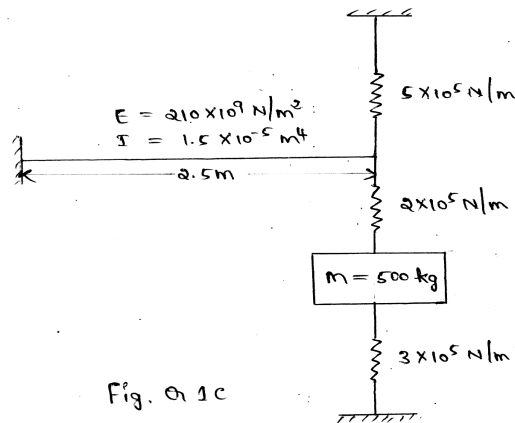 5×10⁵ N/m
E = 210×10⁹ N/m²
I = 1.5×10⁻⁵ m⁴
2.5m
2×10⁵ N/m
m = 500 kg
3×10⁵ N/m
Fig. Q 1c